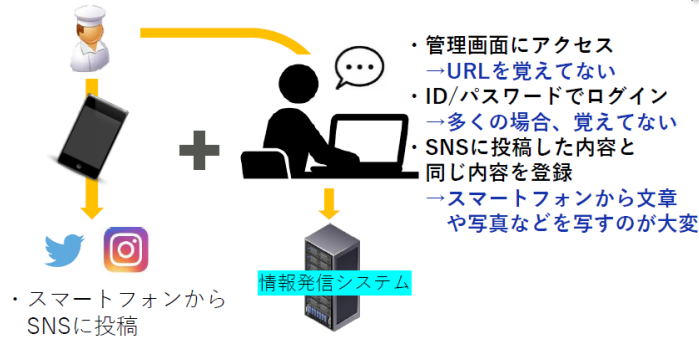 ・管理画面にアクセス
→URLを覚えてない
・ID/パスワードでログイン
→多くの場合、覚えてない
・SNSに投稿した内容と
同じ内容を登録
→スマートフォンから文章
や写真などを写すのが大変
情報発信システム
・スマートフォンから
SNSに投稿